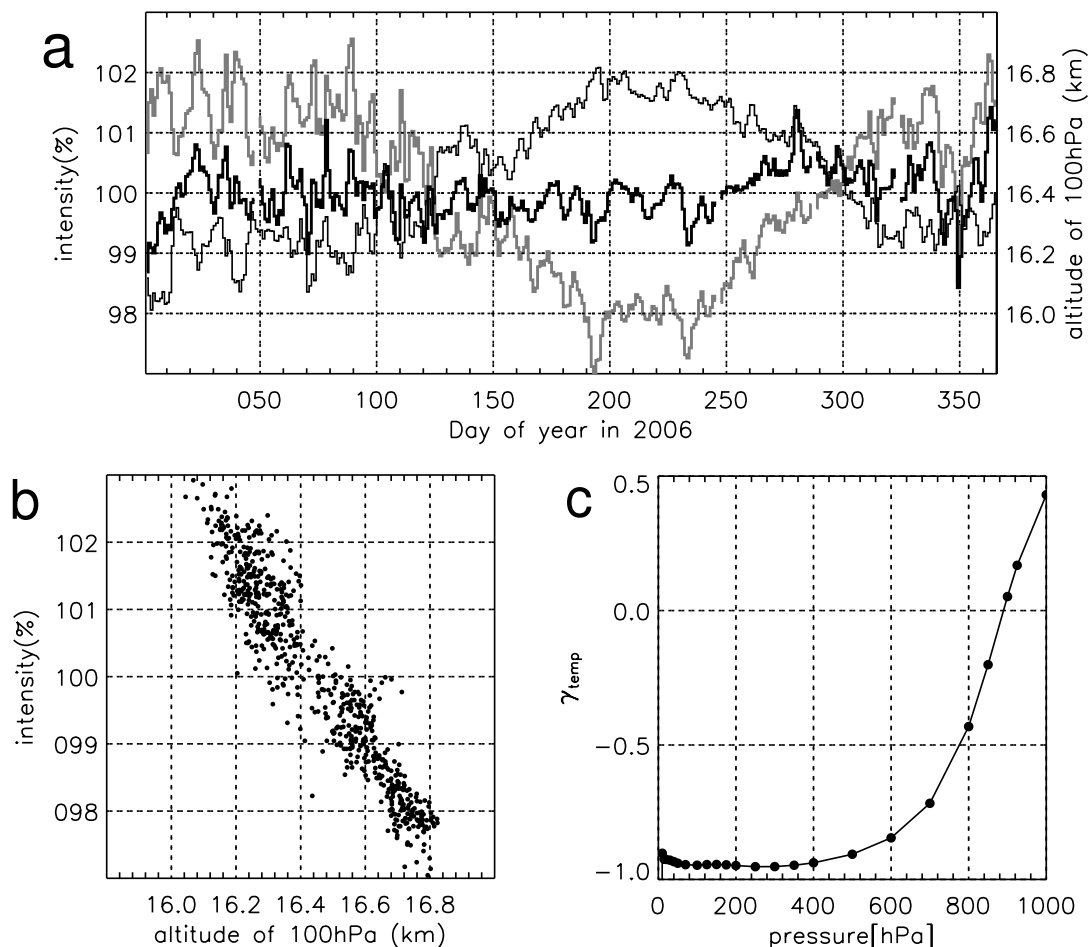 a
intensity(%)
102
101
100
99
98
16.8
16.6
16.4
16.2
16.0
altitude of 100hPa (km)
050 100 150 200 250 300 350
Day of year in 2006
b
intensity(%)
102
101
100
099
098
16.0 16.2 16.4 16.6 16.8
altitude of 100hPa (km)
c
γtemp
0.5
0.0
−0.5
−1.0
0 200 400 600 800 1000
pressure[hPa]